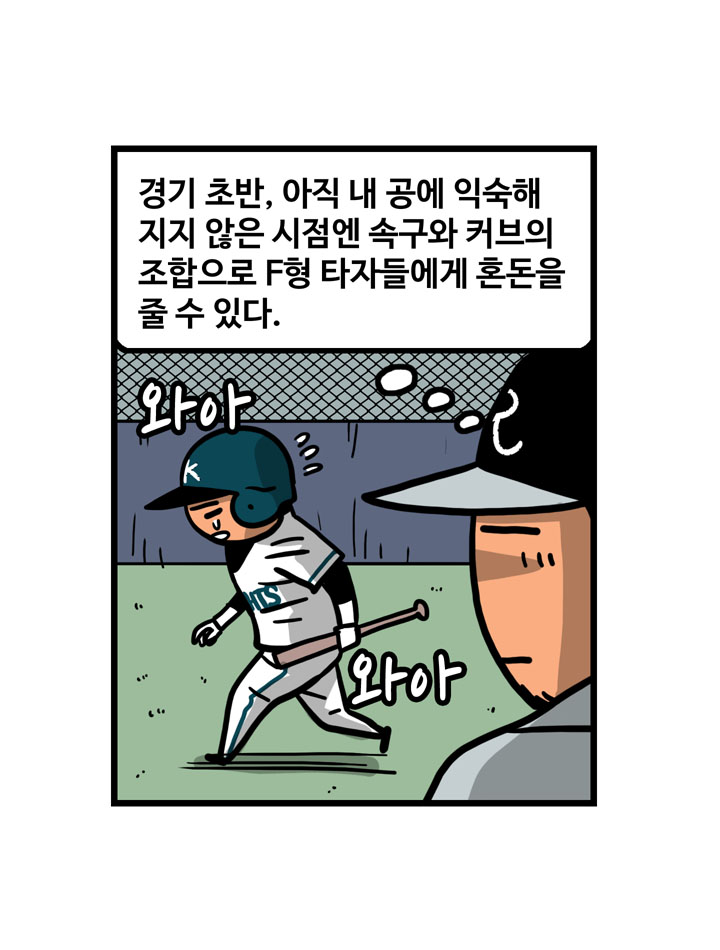 경기 초반, 아직 내 공에 익숙해
지지 않은 시점엔 속구와 커브의
조합으로 F형 타자들에게 혼돈을
줄 수 있다.
와아
K
HTS
와아